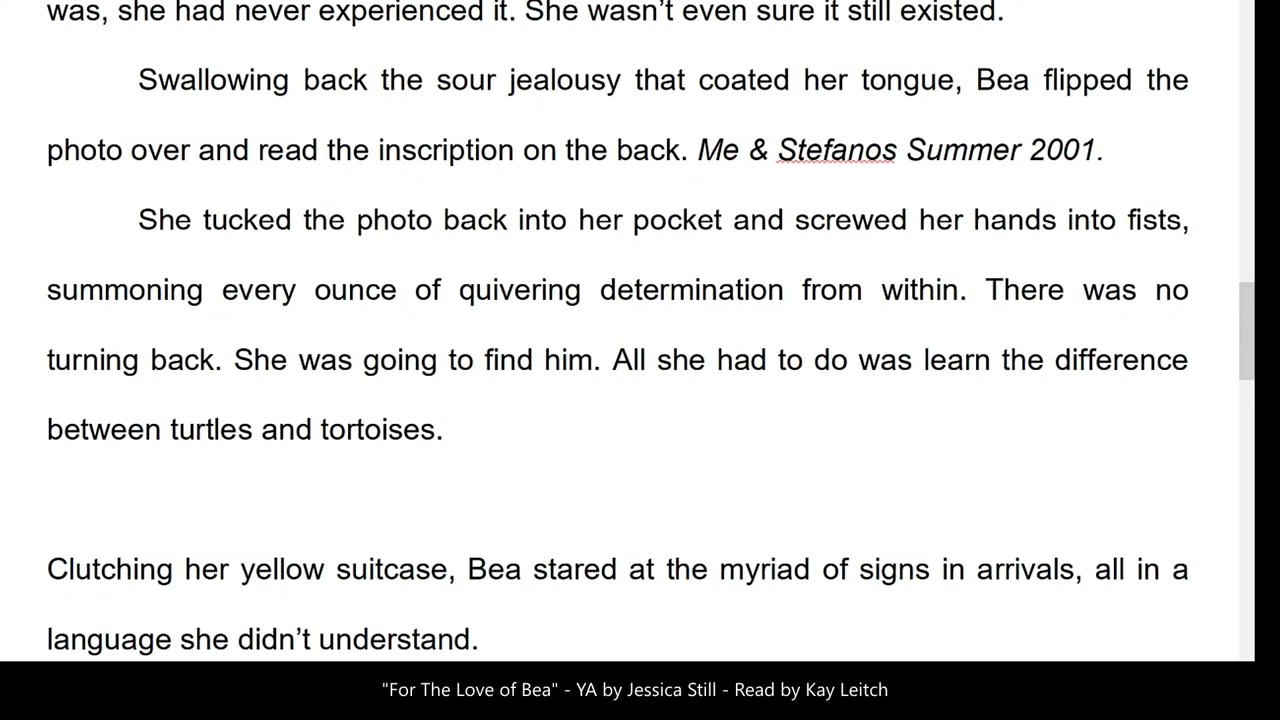 was, she had never experienced it. She wasn’t even sure it still existed.
Swallowing back the sour jealousy that coated her tongue, Bea flipped the
photo over and read the inscription on the back. Me & Stefanos Summer 2001.
She tucked the photo back into her pocket and screwed her hands into fists,
summoning every ounce of quivering determination from within. There was no
turning back. She was going to find him. All she had to do was learn the difference
between turtles and tortoises.
Clutching her yellow suitcase, Bea stared at the myriad of signs in arrivals, all in a
language she didn’t understand.
"For The Love of Bea" - YA by Jessica Still - Read by Kay Leitch